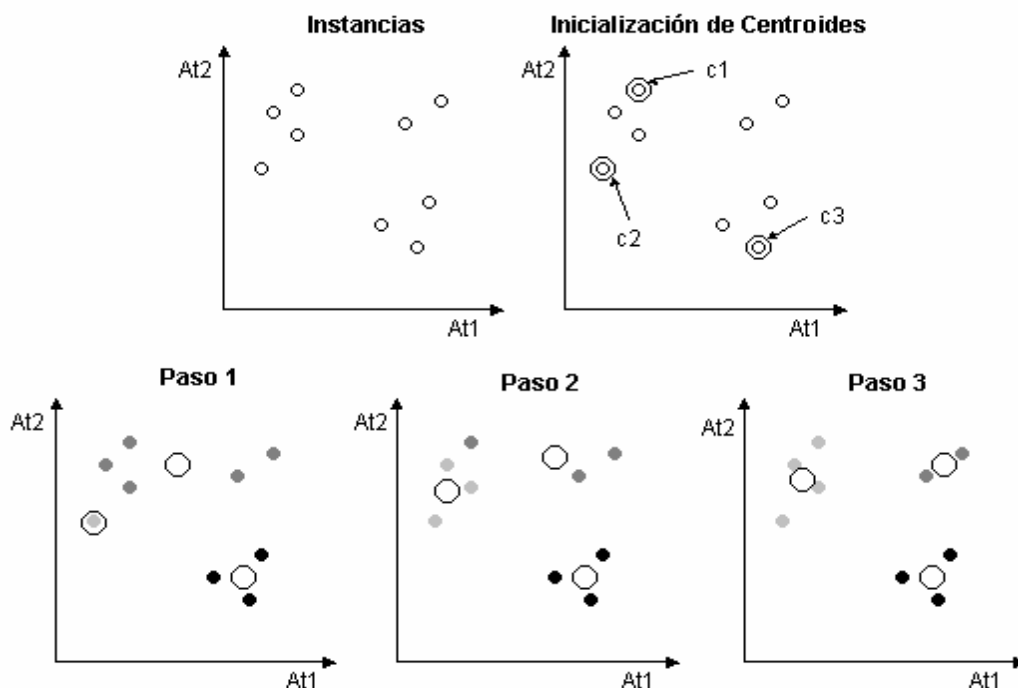 Instancias
Inicialización de Centroides
At2
At1
At2
c1
c2
c3
At1
Paso 1
Paso 2
Paso 3
At2
At1
At2
At1
At2
At1